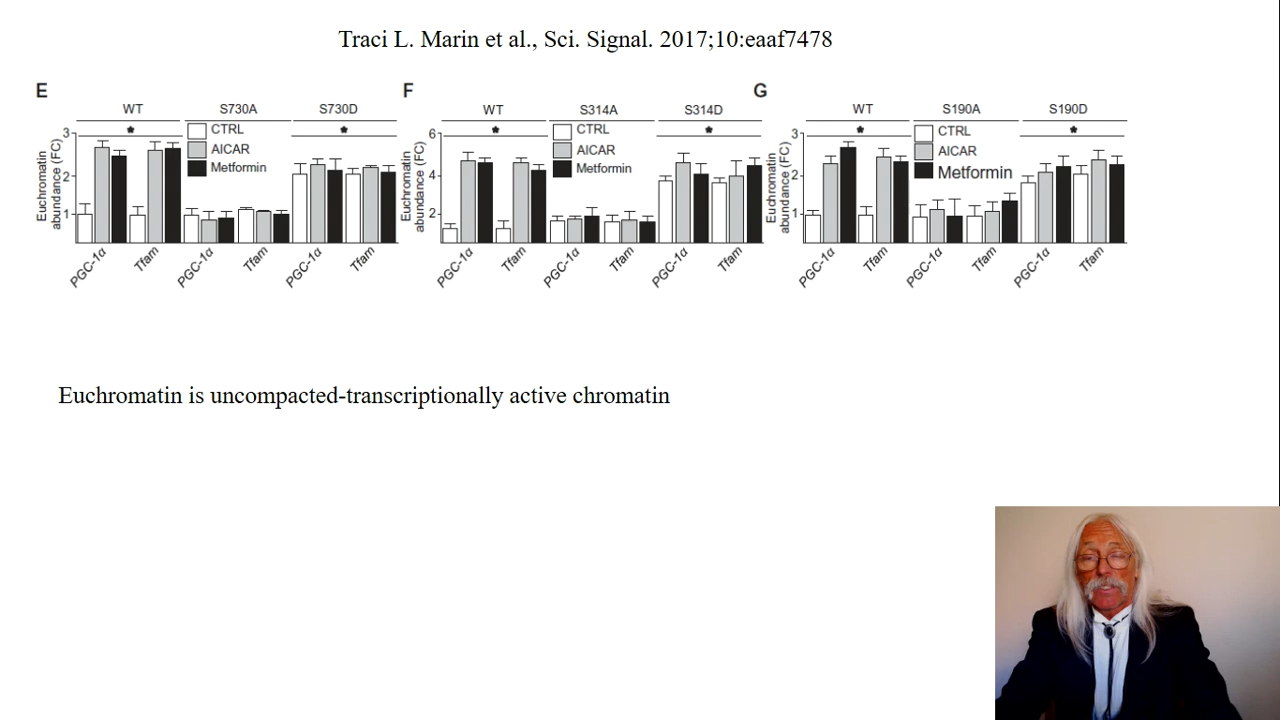 Traci L. Marin et al., Sci. Signal. 2017;10:eaaf7478
E
WT
S730A
S730D
*
*
CTRL
AICAR
Metformin
Euchromatin
abundance (FC)
3
2
1
PGC-1α
Tfam
PGC-1α
Tfam
PGC-1α
Tfam
F
WT
S314A
S314D
*
*
CTRL
AICAR
Metformin
Euchromatin
abundance (FC)
6
4
2
PGC-1α
Tfam
PGC-1α
Tfam
PGC-1α
Tfam
G
WT
S190A
S190D
*
*
CTRL
AICAR
Metformin
Euchromatin
abundance (FC)
3
2
1
PGC-1α
Tfam
PGC-1α
Tfam
PGC-1α
Tfam
Euchromatin is uncompacted-transcriptionally active chromatin